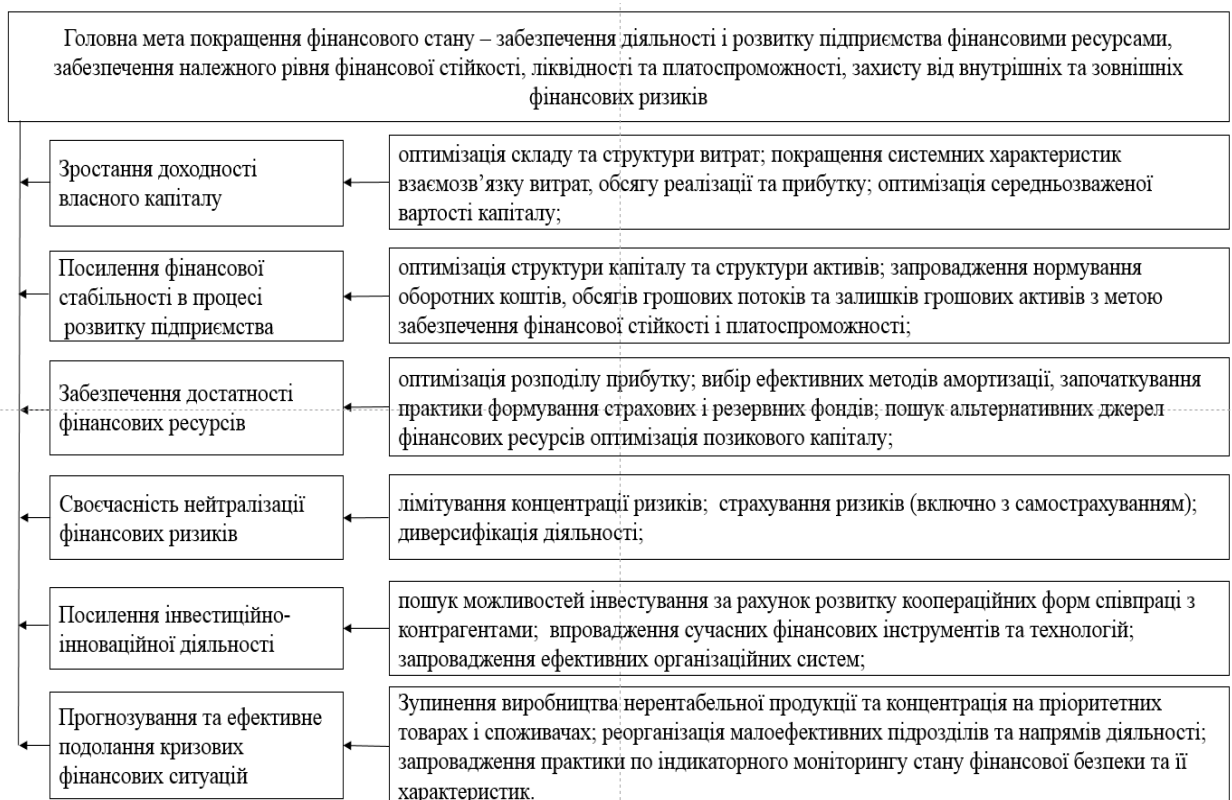 Головна мета покращення фінансового стану – забезпечення діяльності і розвитку підприємства фінансовими ресурсами,
забезпечення належного рівня фінансової стійкості, ліквідності та платоспроможності, захисту від внутрішніх та зовнішніх
фінансових ризиків
Зростання доходності
власного капіталу
оптимізація складу та структури витрат; покращення системних характеристик
взаємозв’язку витрат, обсягу реалізації та прибутку; оптимізація середньозваженої
вартості капіталу;
Посилення фінансової
стабільності в процесі
розвитку підприємства
оптимізація структури капіталу та структури активів; запровадження нормування
оборотних коштів, обсягів грошових потоків та залишків грошових активів з метою
забезпечення фінансової стійкості і платоспроможності;
Забезпечення достатності
фінансових ресурсів
оптимізація розподілу прибутку; вибір ефективних методів амортизації, започаткування
практики формування страхових і резервних фондів; пошук альтернативних джерел
фінансових ресурсів оптимізація позикового капіталу;
Своєчасність нейтралізації
фінансових ризиків
лімітування концентрації ризиків; страхування ризиків (включно з самострахуванням);
диверсифікація діяльності;
Посилення інвестиційно-
інноваційної діяльності
пошук можливостей інвестування за рахунок розвитку коопераційних форм співпраці з
контрагентами; впровадження сучасних фінансових інструментів та технологій;
запровадження ефективних організаційних систем;
Прогнозування та ефективне
подолання кризових
фінансових ситуацій
Зупинення виробництва нерентабельної продукції та концентрація на пріоритетних
товарах і споживачах; реорганізація малоефективних підрозділів та напрямів діяльності;
запровадження практики по індикаторного моніторингу стану фінансової безпеки та її
характеристик.